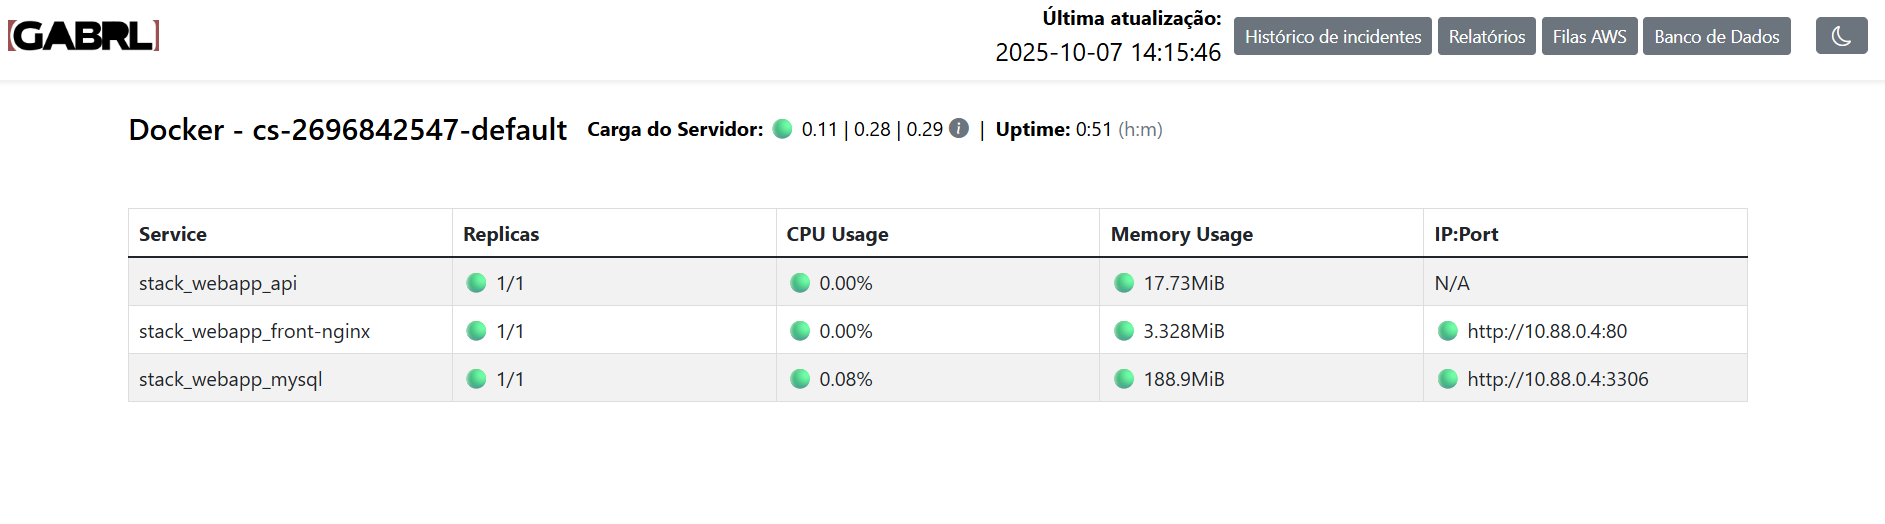 [GABRL]
Última atualização:
2025-10-07 14:15:46
Histórico de incidentes Relatórios Filas AWS Banco de Dados
Docker - cs-2696842547-default Carga do Servidor: 0.11 | 0.28 | 0.29 i | Uptime: 0:51 (h:m)
Service Replicas CPU Usage Memory Usage IP:Port
stack_webapp_api 1/1 0.00% 17.73MiB N/A
stack_webapp_front-nginx 1/1 0.00% 3.328MiB http://10.88.0.4:80
stack_webapp_mysql 1/1 0.08% 188.9MiB http://10.88.0.4:3306